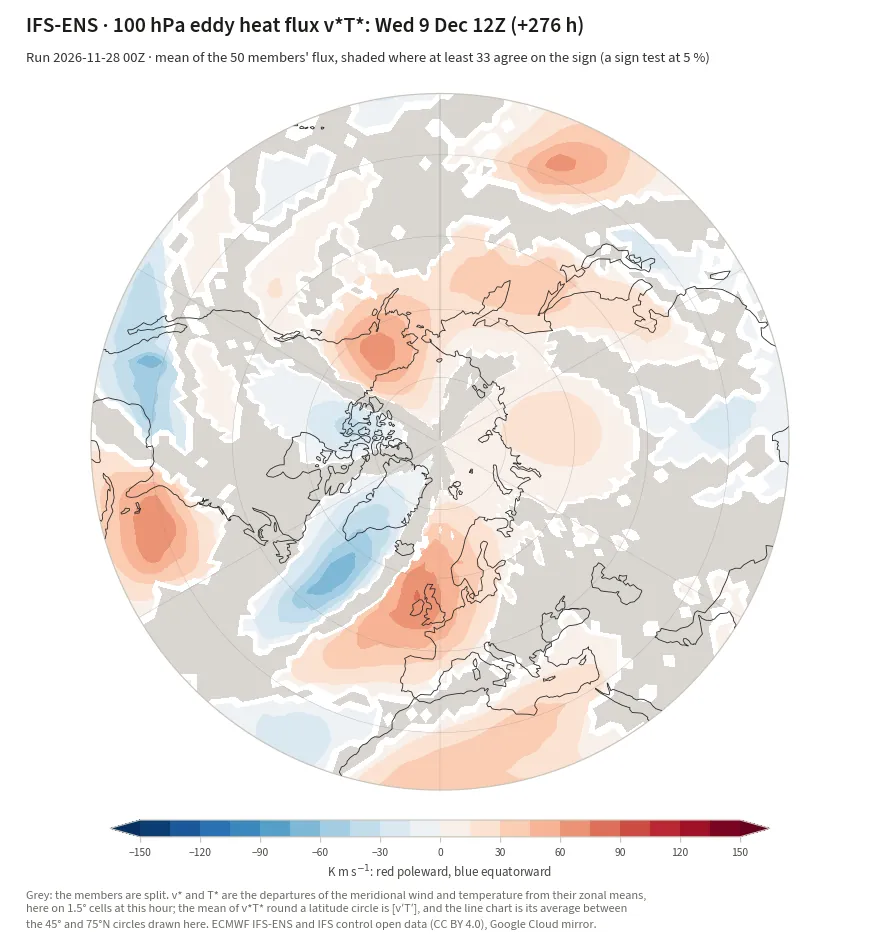 IFS-ENS · 100 hPa eddy heat flux v*T*: Wed 9 Dec 12Z (+276 h)
Run 2026-11-28 00Z · mean of the 50 members' flux, shaded where at least 33 agree on the sign (a sign test at 5 %)
−150 −120 −90 −60 −30 0 30 60 90 120 150
K m s⁻¹: red poleward, blue equatorward
Grey: the members are split. v* and T* are the departures of the meridional wind and temperature from their zonal means,
here on 1.5° cells at this hour; the mean of v*T* round a latitude circle is [v'T'], and the line chart is its average between
the 45° and 75°N circles drawn here. ECMWF IFS-ENS and IFS control open data (CC BY 4.0), Google Cloud mirror.